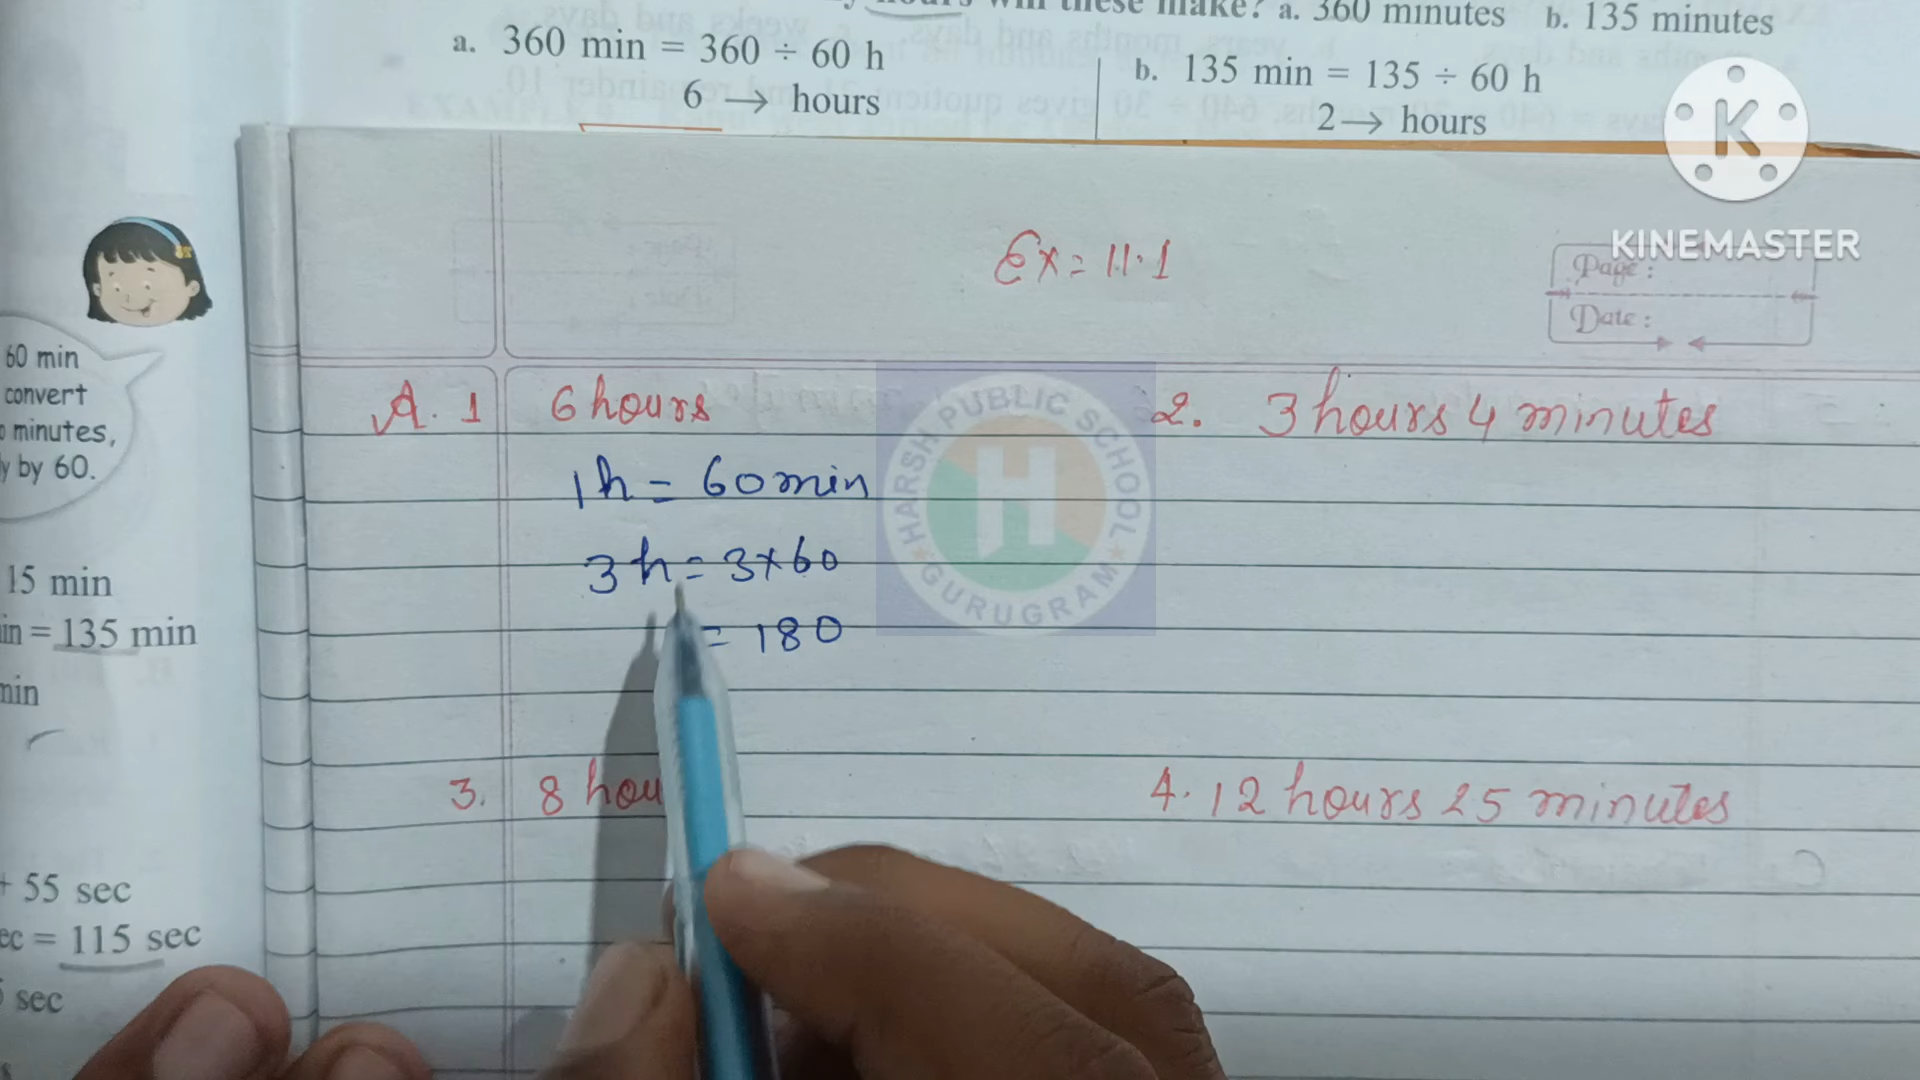 will these make? a. 360 minutes b. 135 minutes
a. 360 min = 360 ÷ 60 h
6 → hours
b. 135 min = 135 ÷ 60 h
2 → hours
K
KINEMASTER
Ex = 11.1
Page:
Date:
60 min
convert
minutes,
by 60.
15 min
= 135 min
+ 55 sec
= 115 sec
sec
A. 1 6 hours
1h = 60 min
3h = 3×60
= 180
2. 3 hours 4 minutes
3. 8 hou
4. 12 hours 25 minutes
HARSH PUBLIC SCHOOL
H
GURUGRAM